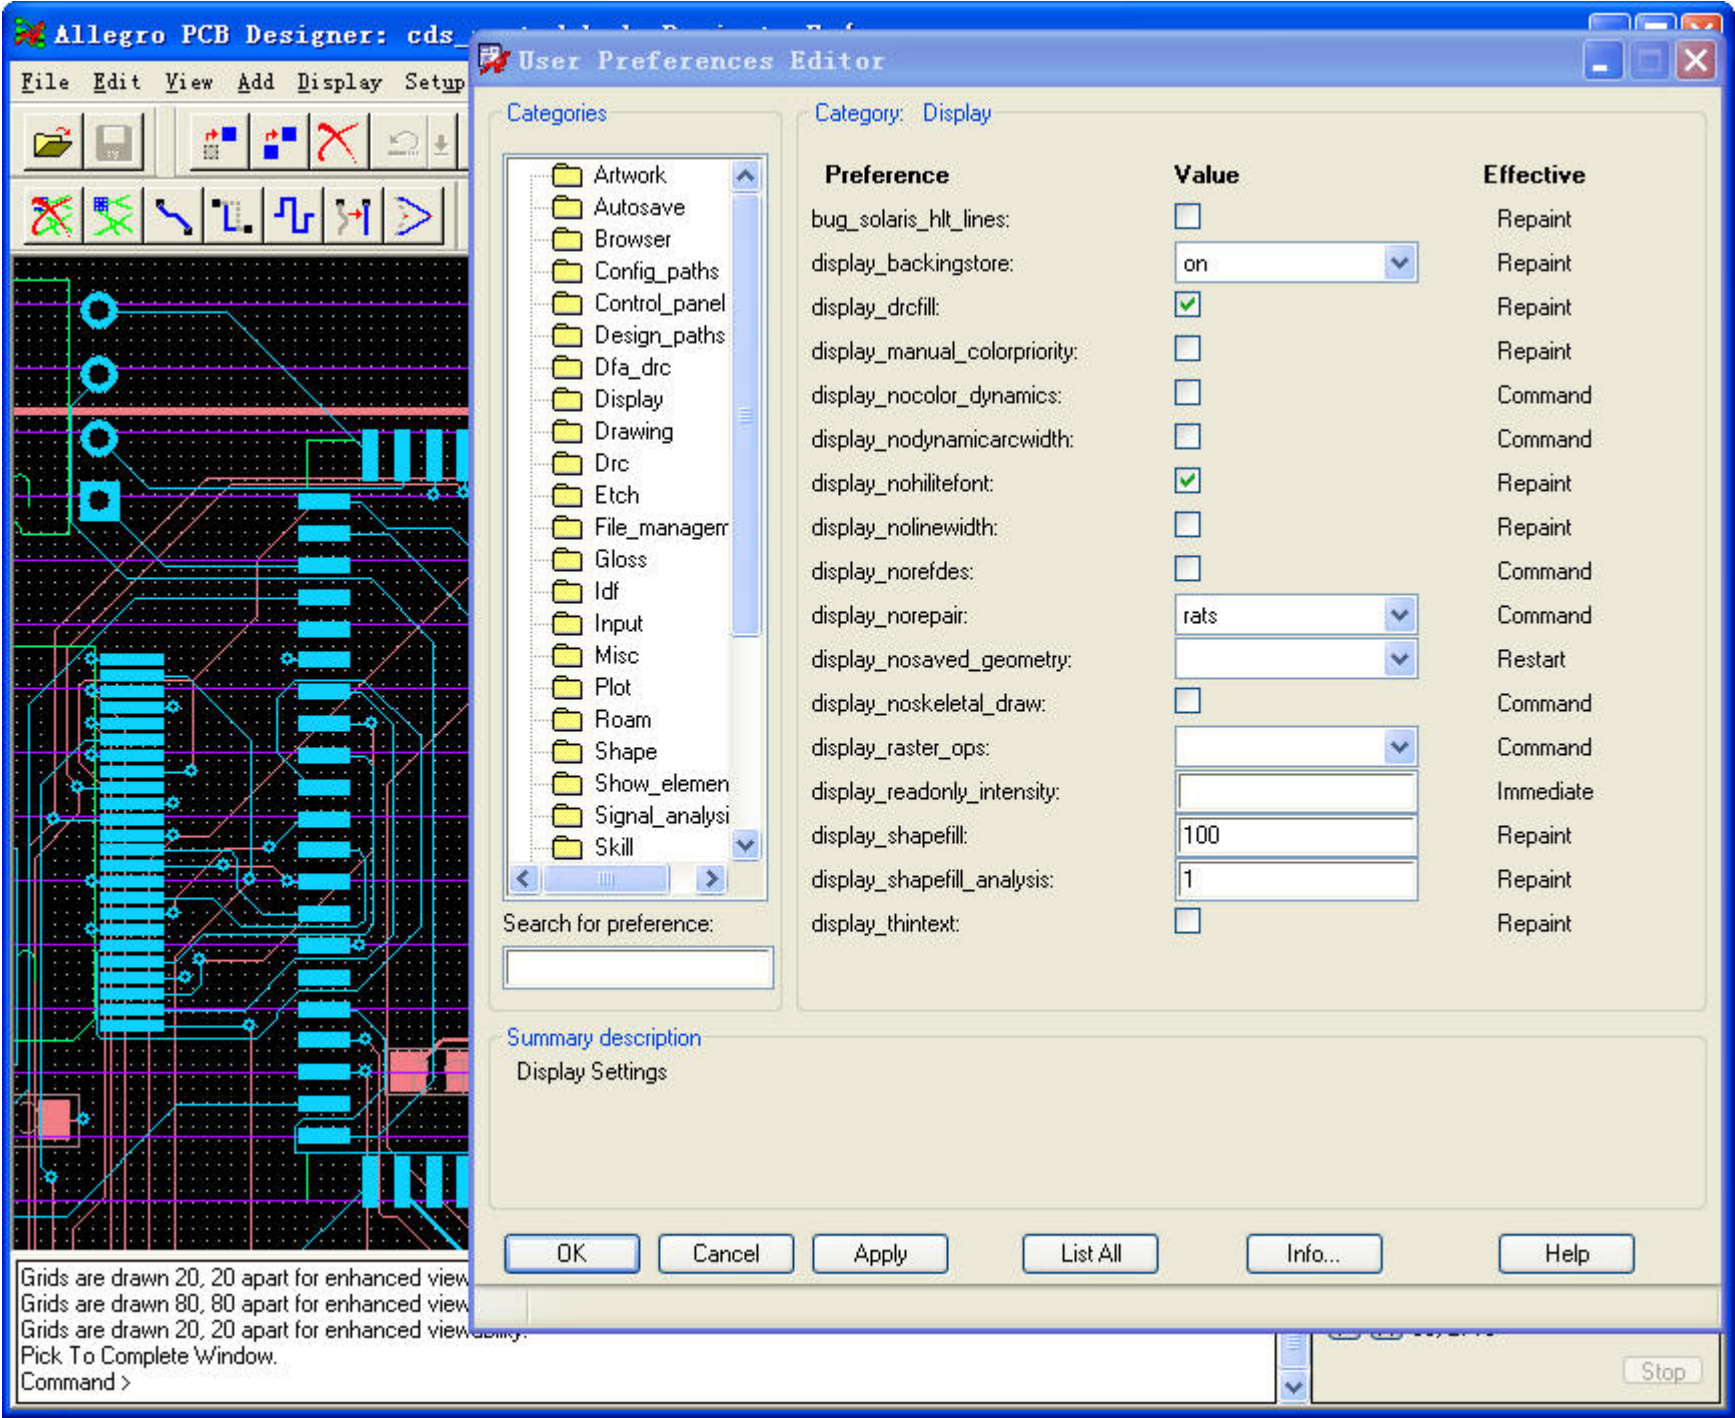 Allegro PCB Designer: cds_
User Preferences Editor
File Edit View Add Display Setup
Categories
Artwork
Autosave
Browser
Config_paths
Control_panel
Design_paths
Dfa_drc
Display
Drawing
Drc
Etch
File_managem
Gloss
Idf
Input
Misc
Plot
Roam
Shape
Show_elemen
Signal_analysi
Skill
Search for preference:
Category: Display
Preference Value Effective
bug_solaris_hlt_lines: Repaint
display_backingstore: on Repaint
display_drcfill: Repaint
display_manual_colorpriority: Repaint
display_nocolor_dynamics: Command
display_nodynamicarcwidth: Command
display_nohilitefont: Repaint
display_nolinewidth: Repaint
display_norefdes: Command
display_norepair: rats Command
display_nosaved_geometry: Restart
display_noskeletal_draw: Command
display_raster_ops: Command
display_readonly_intensity: Immediate
display_shapefill: 100 Repaint
display_shapefill_analysis: 1 Repaint
display_thintext: Repaint
Summary description
Display Settings
OK Cancel Apply List All Info... Help
Grids are drawn 20, 20 apart for enhanced view
Grids are drawn 80, 80 apart for enhanced view
Grids are drawn 20, 20 apart for enhanced viewability.
Pick To Complete Window.
Command >
Stop